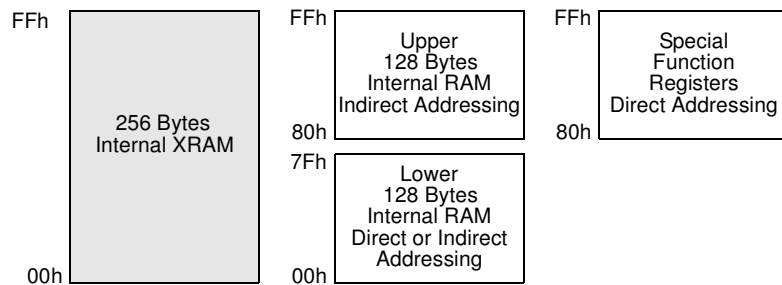 FFh
256 Bytes
Internal XRAM
00h
FFh
Upper
128 Bytes
Internal RAM
Indirect Addressing
80h
7Fh
Lower
128 Bytes
Internal RAM
Direct or Indirect
Addressing
00h
FFh
Special
Function
Registers
Direct Addressing
80h